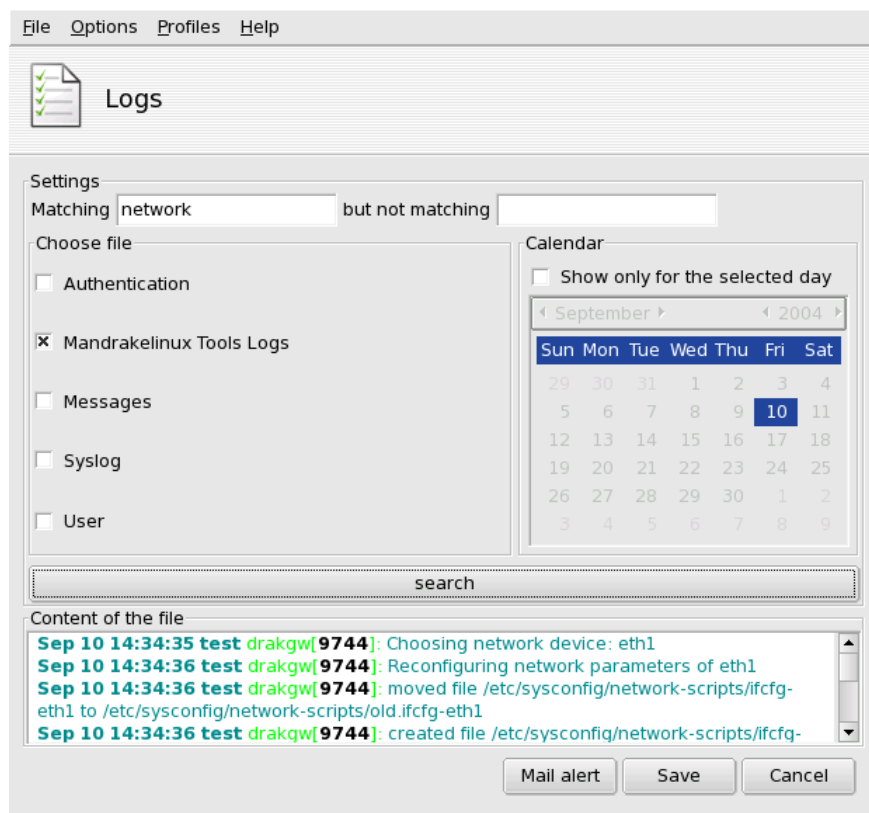 File Options Profiles Help
Logs
Settings
Matching network but not matching
Choose file
Authentication
Mandrakelinux Tools Logs
Messages
Syslog
User
Calendar
Show only for the selected day
September 2004
Sun Mon Tue Wed Thu Fri Sat
29 30 31 1 2 3 4
5 6 7 8 9 10 11
12 13 14 15 16 17 18
19 20 21 22 23 24 25
26 27 28 29 30 1 2
3 4 5 6 7 8 9
search
Content of the file
Sep 10 14:34:35 test drakgw[9744]: Choosing network device: eth1
Sep 10 14:34:36 test drakgw[9744]: Reconfiguring network parameters of eth1
Sep 10 14:34:36 test drakgw[9744]: moved file /etc/sysconfig/network-scripts/ifcfg-
eth1 to /etc/sysconfig/network-scripts/old.ifcfg-eth1
Sep 10 14:34:36 test drakgw[9744]: created file /etc/sysconfig/network-scripts/ifcfg-
Mail alert Save Cancel